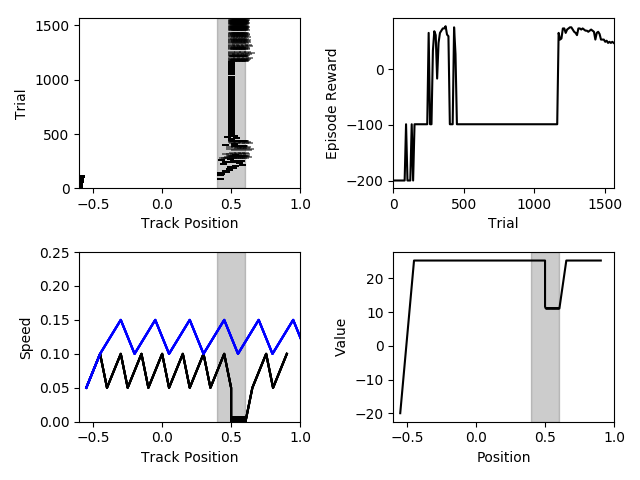 1500
1000
500
0
Trial
−0.5 0.0 0.5 1.0
Track Position
0
−100
−200
Episode Reward
0 500 1000 1500
Trial
0.25
0.20
0.15
0.10
0.05
0.00
Speed
−0.5 0.0 0.5 1.0
Track Position
20
10
0
−10
−20
Value
−0.5 0.0 0.5 1.0
Position